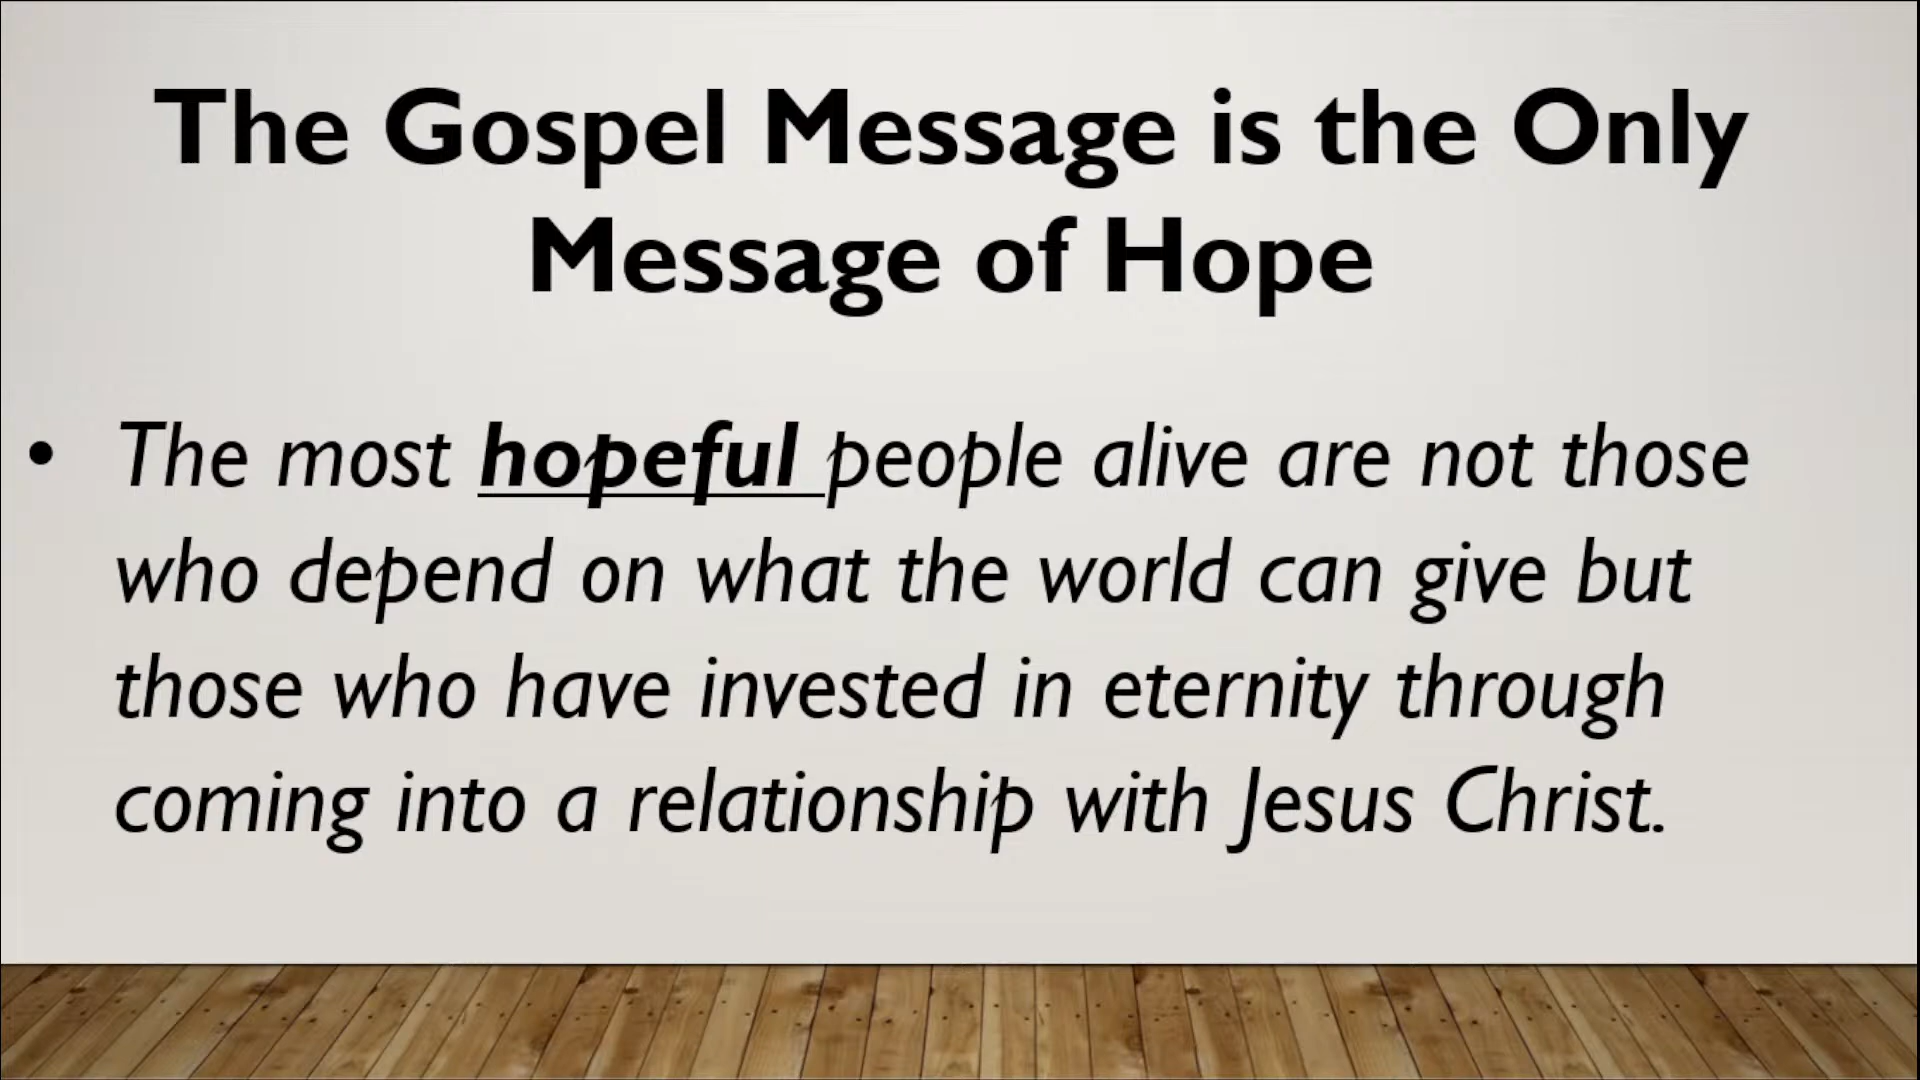 The Gospel Message is the Only
Message of Hope
• The most hopeful people alive are not those
who depend on what the world can give but
those who have invested in eternity through
coming into a relationship with Jesus Christ.